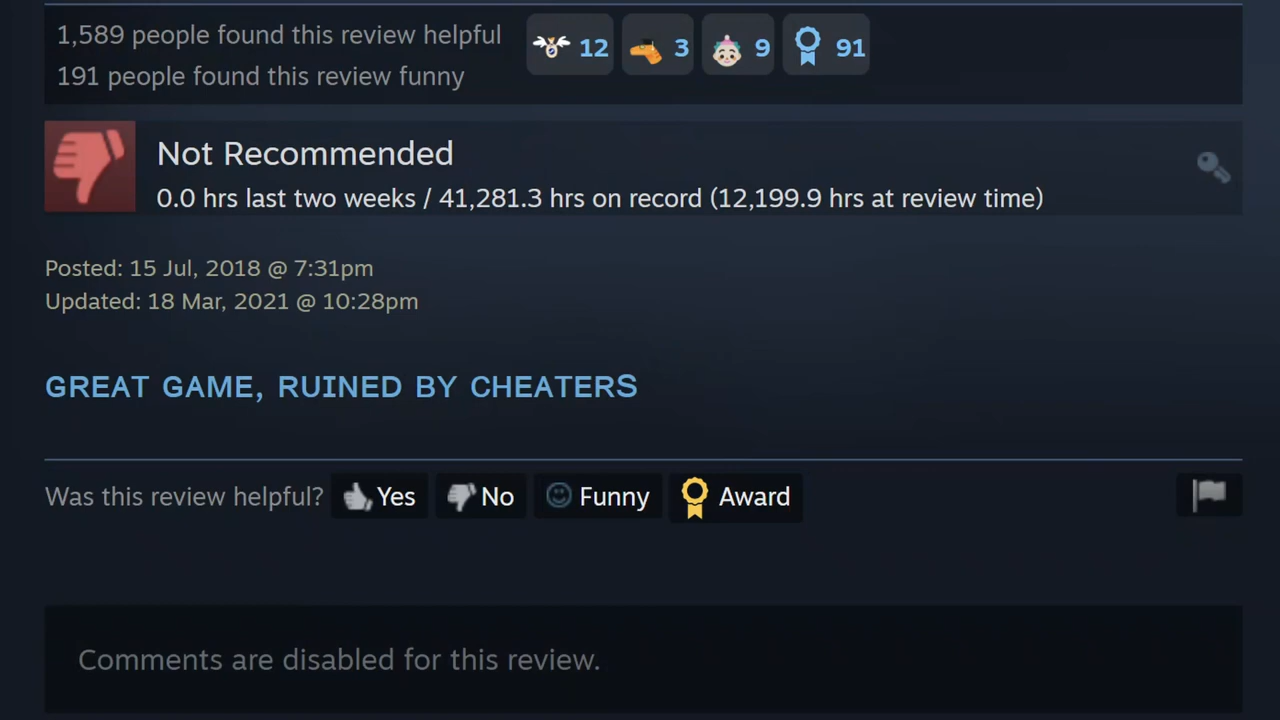 1,589 people found this review helpful
191 people found this review funny
12 3 9 91
Not Recommended
0.0 hrs last two weeks / 41,281.3 hrs on record (12,199.9 hrs at review time)
Posted: 15 Jul, 2018 @ 7:31pm
Updated: 18 Mar, 2021 @ 10:28pm
GREAT GAME, RUINED BY CHEATERS
Was this review helpful? Yes No Funny Award
Comments are disabled for this review.